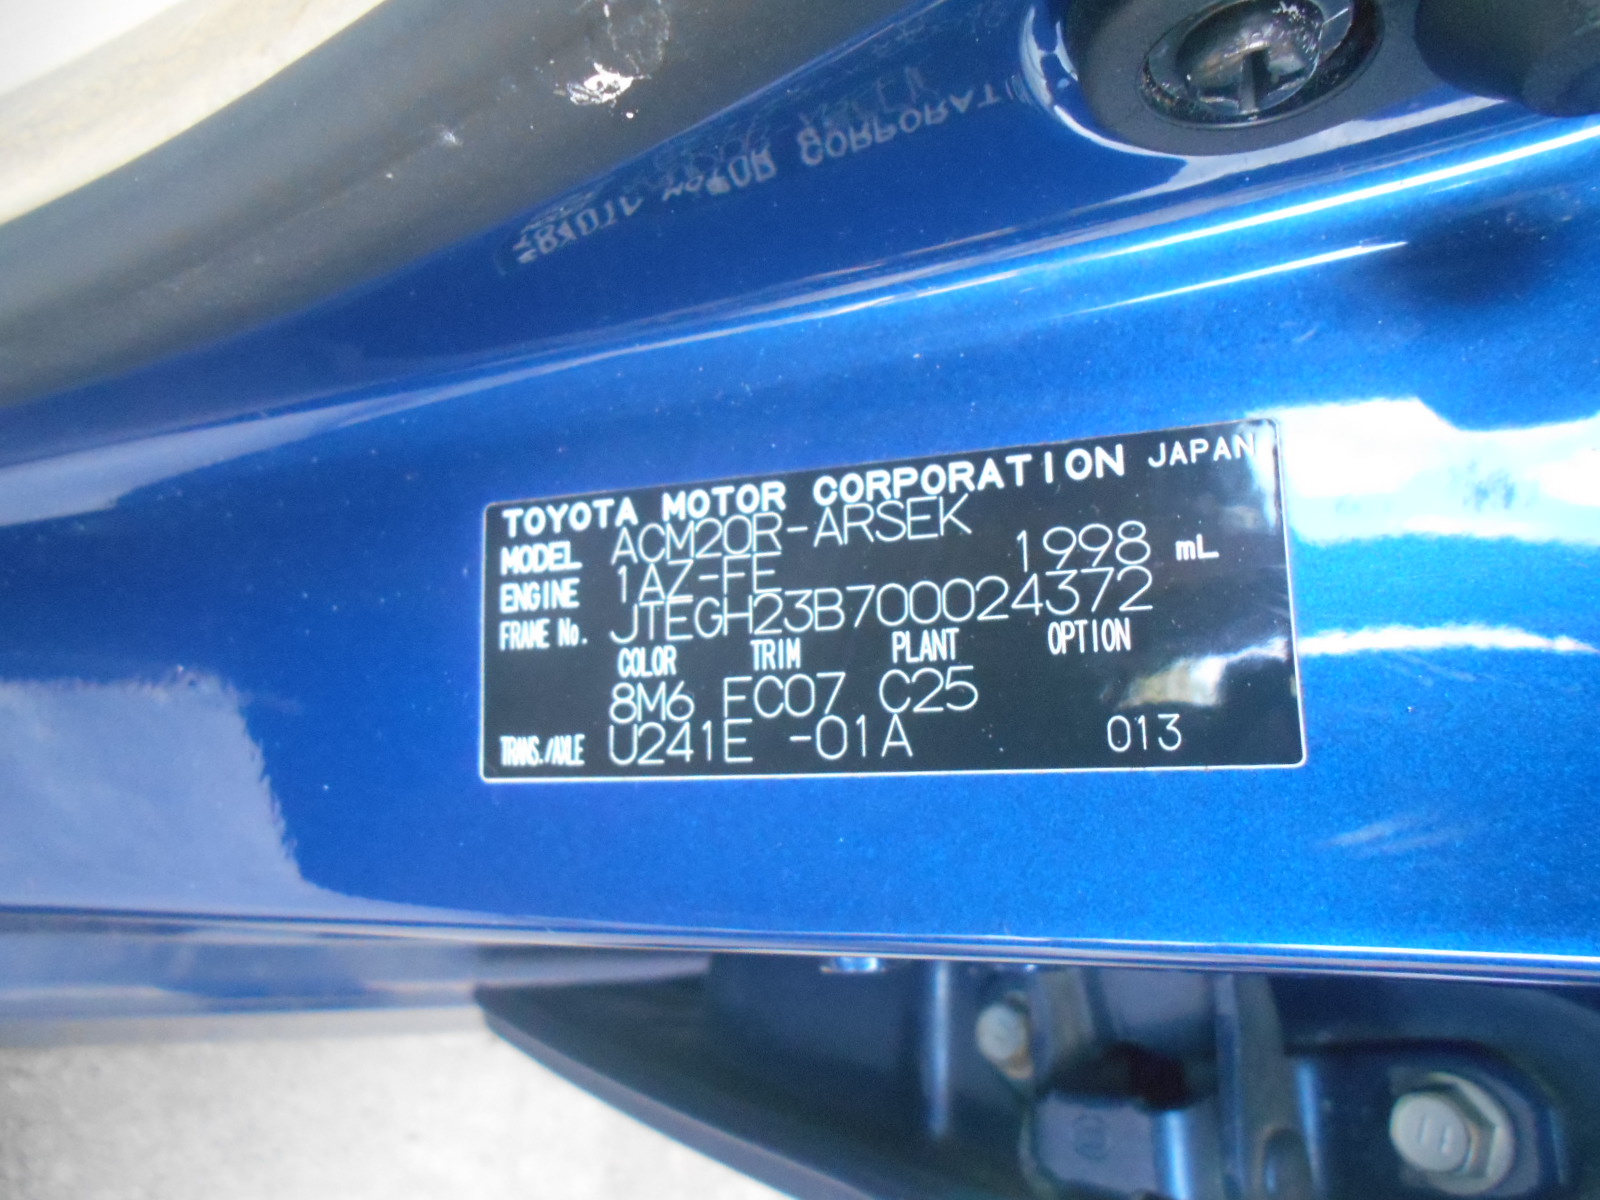 TOYOTA MOTOR CORPORATION JAPAN
MODEL ACM20R-ARSEK
ENGINE 1AZ-FE 1998 mL
FRAME No. JTEGH23B700024372
COLOR TRIM PLANT OPTION
8M6 FC07 C25
TRANS./AXLE U241E -01A 013